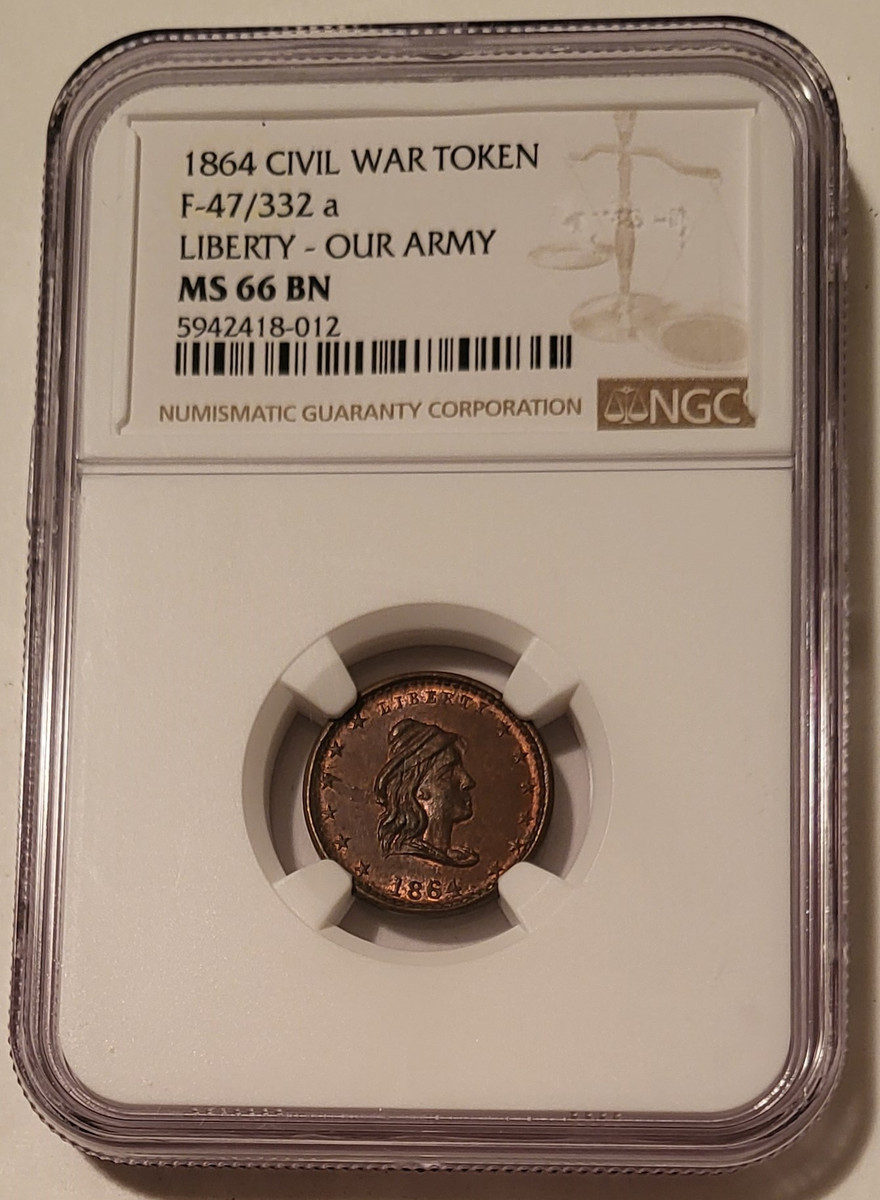 1864 CIVIL WAR TOKEN
F-47/332 a
LIBERTY - OUR ARMY
MS 66 BN
5942418-012
NUMISMATIC GUARANTY CORPORATION
NGC
LIBERTY
1864